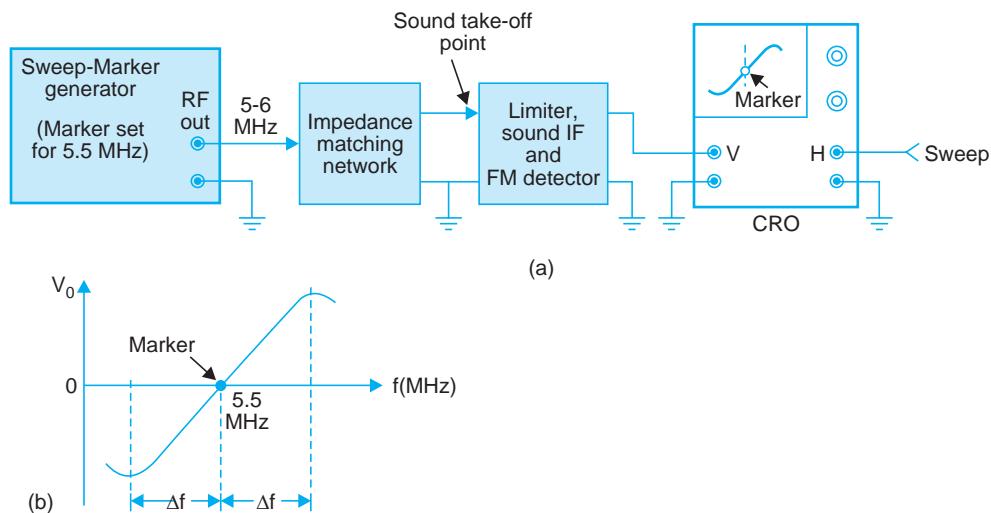 Sound take-off
point
Sweep-Marker
generator
(Marker set
for 5.5 MHz)
RF
out
5-6
MHz
Impedance
matching
network
Limiter,
sound IF
and
FM detector
Marker
V
H
Sweep
CRO
(a)
V0
Marker
0
5.5
MHz
f(MHz)
Δf
Δf
(b)